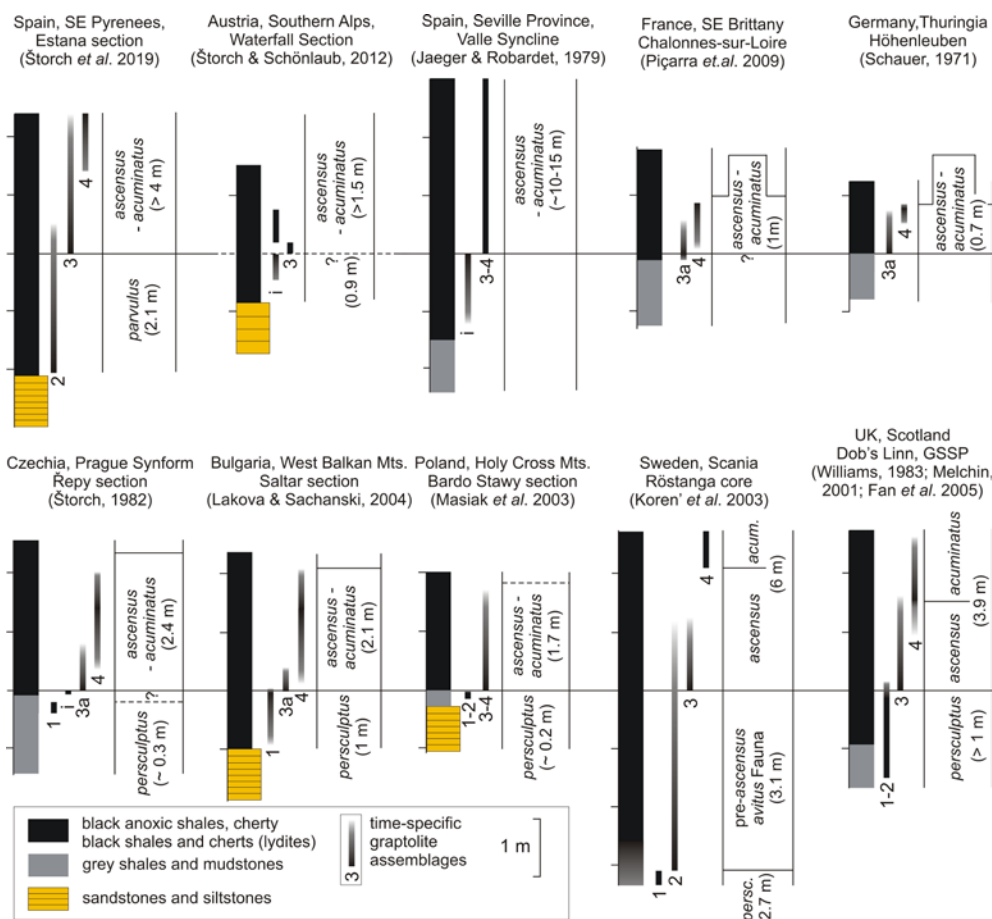 Spain, SE Pyrenees,
Estana section
(Štorch et al. 2019)
2
3
4
ascensus
- acuminatus
(> 4 m)
parvulus
(2.1 m)
Austria, Southern Alps,
Waterfall Section
(Štorch & Schönlaub, 2012)
i
3
ascensus -
acuminatus
(>1.5 m)
?
(0.9 m)
Spain, Seville Province,
Valle Syncline
(Jaeger & Robardet, 1979)
i
3-4
ascensus
- acuminatus
(~10-15 m)
France, SE Brittany
Chalonnes-sur-Loire
(Piçarra et.al. 2009)
3a
4
? ascensus -
acuminatus
(1m)
Germany,Thuringia
Höhenleuben
(Schauer, 1971)
3a
4
ascensus -
acuminatus
(0.7 m)
Czechia, Prague Synform
Řepy section
(Štorch, 1982)
1
i
3a
4
ascensus
- acuminatus
(2.4 m)
?
persculptus
(~ 0.3 m)
Bulgaria, West Balkan Mts.
Saltar section
(Lakova & Sachanski, 2004)
1
3a
4
ascensus -
acuminatus
(2.1 m)
persculptus
(1 m)
Poland, Holy Cross Mts.
Bardo Stawy section
(Masiak et al. 2003)
1-2
3-4
ascensus -
acuminatus
(1.7 m)
persculptus
(~ 0.2 m)
Sweden, Scania
Röstanga core
(Koren' et al. 2003)
1
2
3
4
acum.
(6 m)
ascensus
pre-ascensus
avitus Fauna
(3.1 m)
persc.
2.7 m)
UK, Scotland
Dob's Linn, GSSP
(Williams, 1983; Melchin,
2001; Fan et al. 2005)
1-2
3
4
acuminatus
(3.9 m)
ascensus
persculptus
(> 1 m)
black anoxic shales, cherty
black shales and cherts (lydites)
grey shales and mudstones
sandstones and siltstones
3
time-specific
graptolite
assemblages
1 m